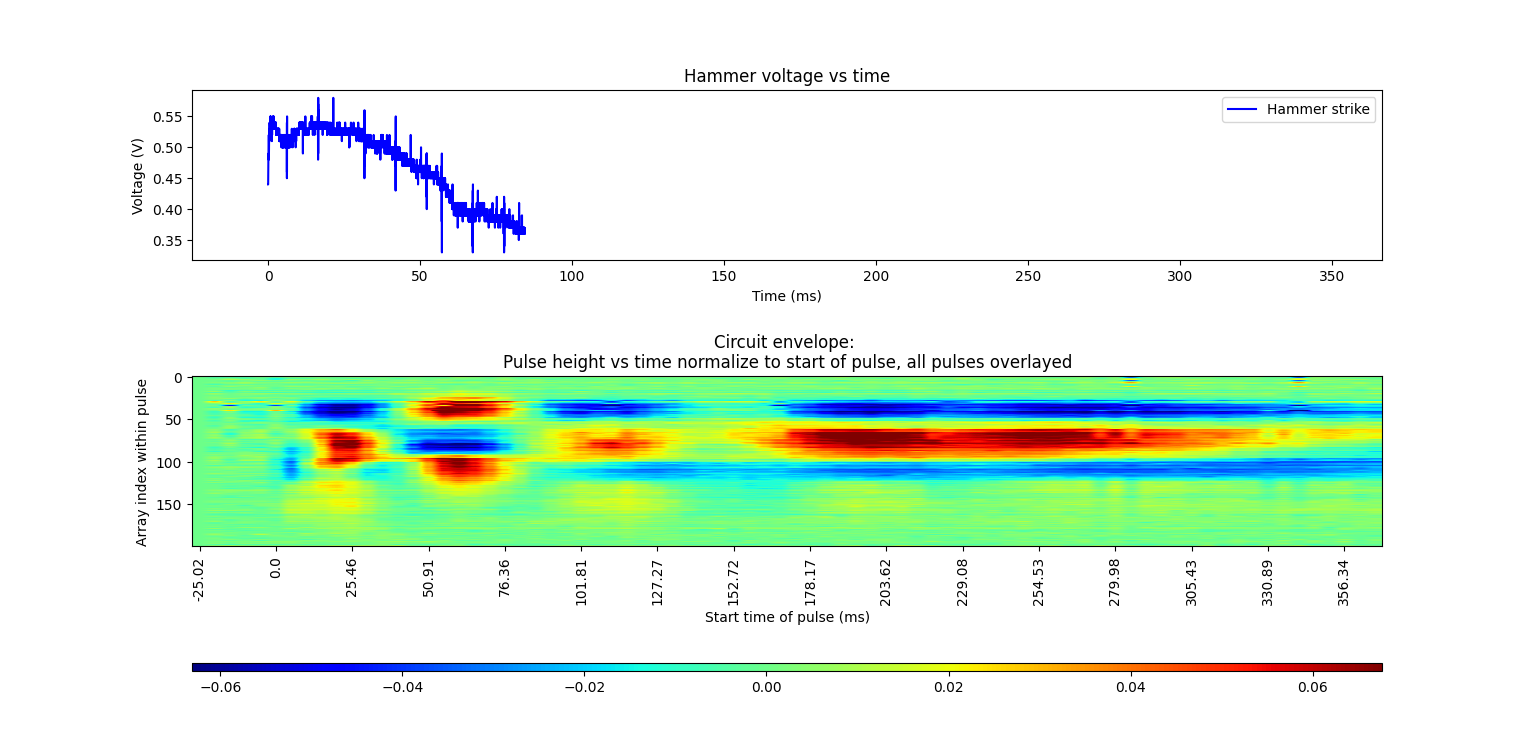 Hammer voltage vs time
Hammer strike
Voltage (V)
0.55
0.50
0.45
0.40
0.35
0 50 100 150 200 250 300 350
Time (ms)
Circuit envelope:
Pulse height vs time normalize to start of pulse, all pulses overlayed
Array index within pulse
0
50
100
150
-25.02 0.0 25.46 50.91 76.36 101.81 127.27 152.72 178.17 203.62 229.08 254.53 279.98 305.43 330.89 356.34
Start time of pulse (ms)
−0.06 −0.04 −0.02 0.00 0.02 0.04 0.06